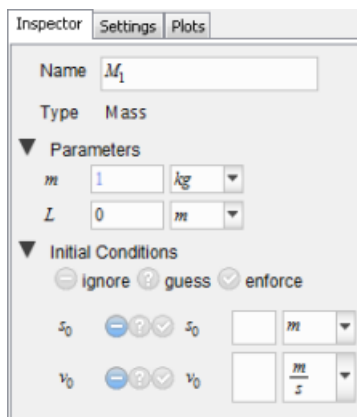 Inspector Settings Plots
Name M₁
Type Mass
Parameters
m 1 kg
L 0 m
Initial Conditions
ignore ? guess enforce
s₀ ? s₀ m
v₀ ? v₀ m/s